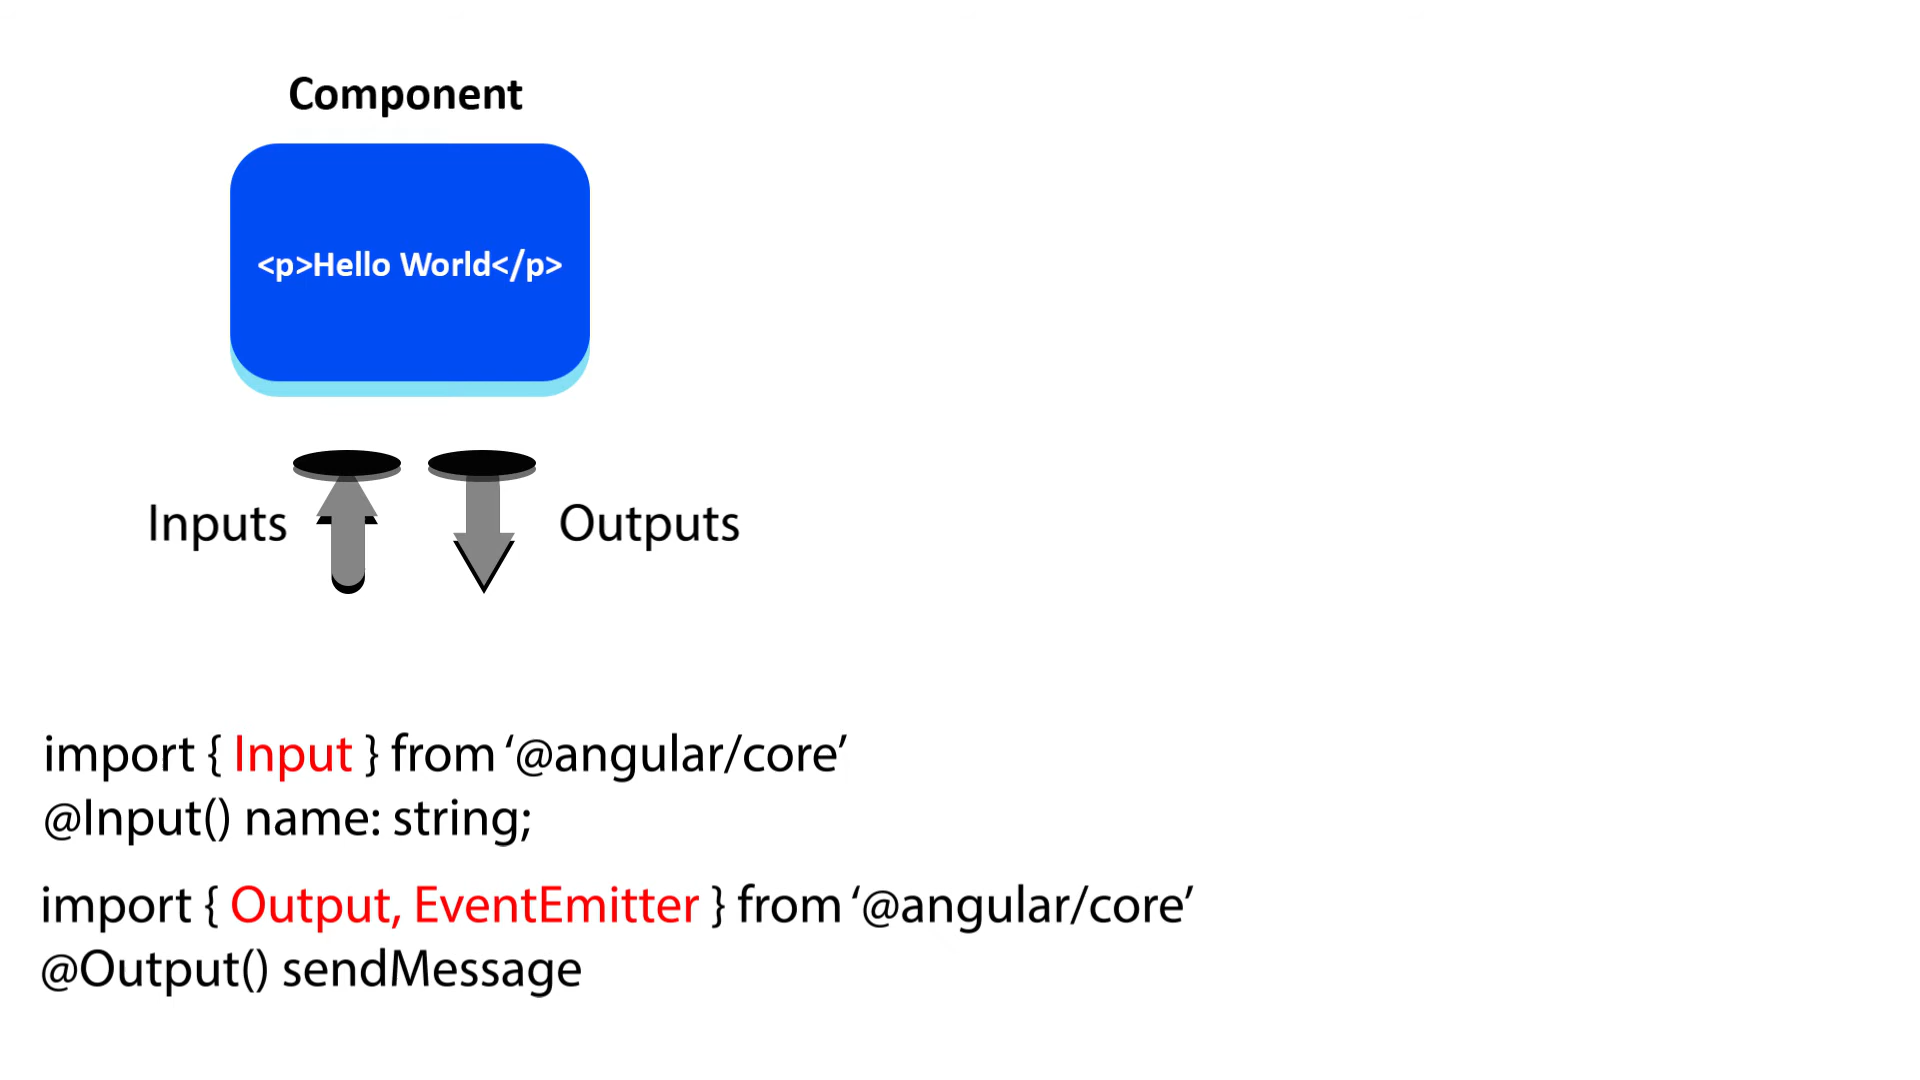 Component
<p>Hello World</p>
Inputs
Outputs
import { Input } from ‘@angular/core’
@Input() name: string;
import { Output, EventEmitter } from ‘@angular/core’
@Output() sendMessage